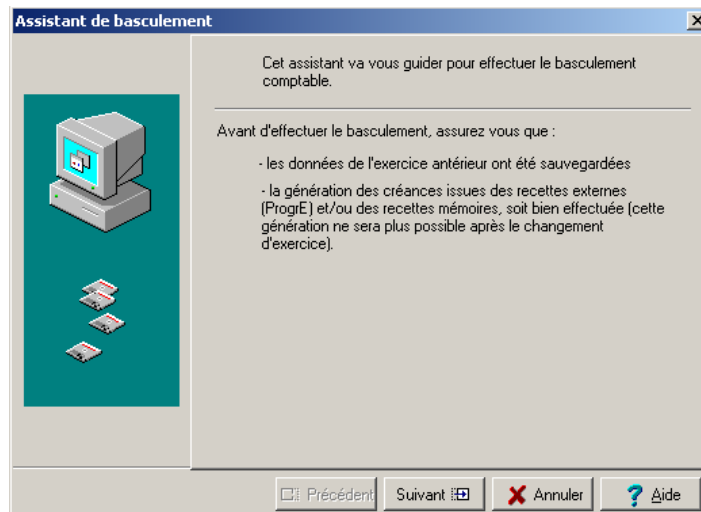 Assistant de basculement
Cet assistant va vous guider pour effectuer le basculement
comptable.
Avant d'effectuer le basculement, assurez vous que :
- les données de l'exercice antérieur ont été sauvegardées
- la génération des créances issues des recettes externes
(ProgrE) et/ou des recettes mémoires, soit bien effectuée (cette
génération ne sera plus possible après le changement
d'exercice).
Précédent Suivant Annuler Aide